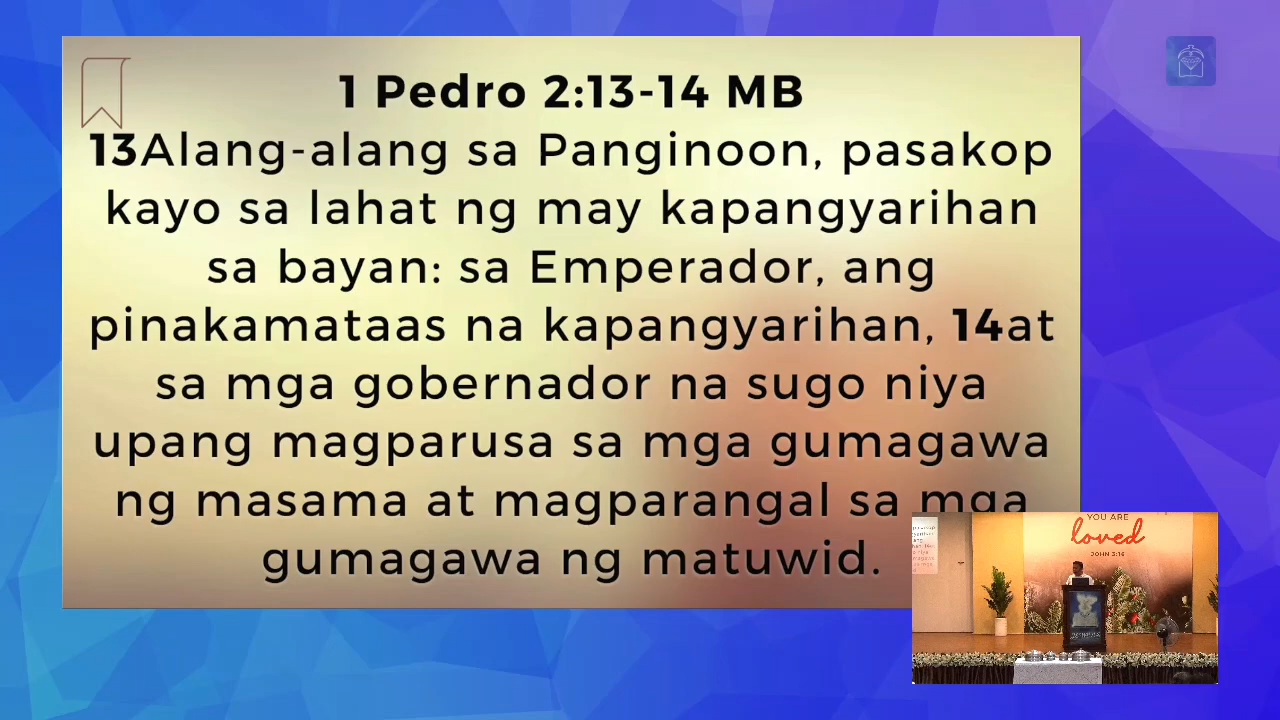 1 Pedro 2:13-14 MB
13Alang-alang sa Panginoon, pasakop
kayo sa lahat ng may kapangyarihan
sa bayan: sa Emperador, ang
pinakamataas na kapangyarihan, 14at
sa mga gobernador na sugo niya
upang magparusa sa mga gumagawa
ng masama at magparangal sa mga
gumagawa ng matuwid.
YOU ARE
loved
JOHN 3:16